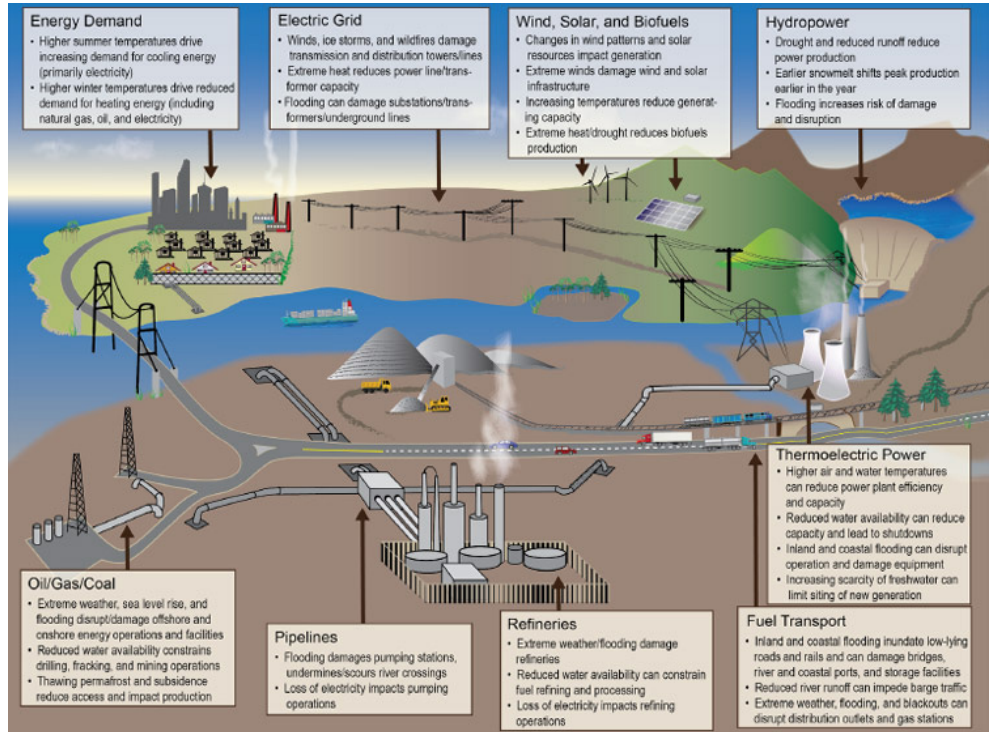 Energy Demand
• Higher summer temperatures drive
increasing demand for cooling energy
(primarily electricity)
• Higher winter temperatures drive reduced
demand for heating energy (including
natural gas, oil, and electricity)
Electric Grid
• Winds, ice storms, and wildfires damage
transmission and distribution towers/lines
• Extreme heat reduces power line/trans-
former capacity
• Flooding can damage substations/trans-
formers/underground lines
Wind, Solar, and Biofuels
• Changes in wind patterns and solar
resources impact generation
• Extreme winds damage wind and solar
infrastructure
• Increasing temperatures reduce generat-
ing capacity
• Extreme heat/drought reduces biofuels
production
Hydropower
• Drought and reduced runoff reduce
power production
• Earlier snowmelt shifts peak production
earlier in the year
• Flooding increases risk of damage
and disruption
Thermoelectric Power
• Higher air and water temperatures
can reduce power plant efficiency
and capacity
• Reduced water availability can reduce
capacity and lead to shutdowns
• Inland and coastal flooding can disrupt
operation and damage equipment
• Increasing scarcity of freshwater can
limit siting of new generation
Oil/Gas/Coal
• Extreme weather, sea level rise, and
flooding disrupt/damage offshore and
onshore energy operations and facilities
• Reduced water availability constrains
drilling, fracking, and mining operations
• Thawing permafrost and subsidence
reduce access and impact production
Pipelines
• Flooding damages pumping stations,
undermines/scours river crossings
• Loss of electricity impacts pumping
operations
Refineries
• Extreme weather/flooding damage
refineries
• Reduced water availability can constrain
fuel refining and processing
• Loss of electricity impacts refining
operations
Fuel Transport
• Inland and coastal flooding inundate low-lying
roads and rails and can damage bridges,
river and coastal ports, and storage facilities
• Reduced river runoff can impede barge traffic
• Extreme weather, flooding, and blackouts can
disrupt distribution outlets and gas stations